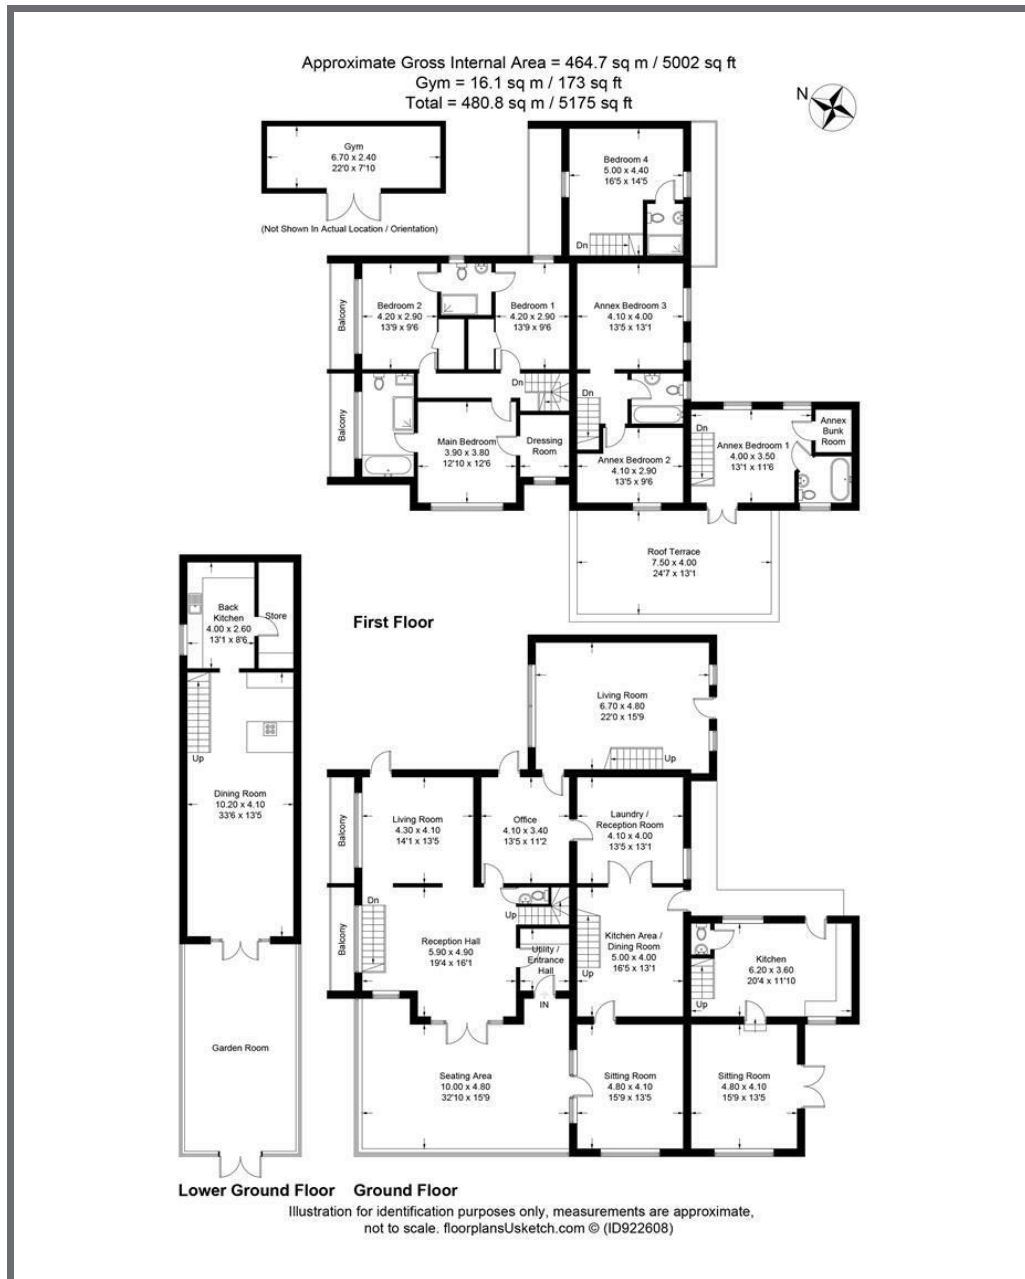 Approximate Gross Internal Area = 464.7 sq m / 5002 sq ft
Gym = 16.1 sq m / 173 sq ft
Total = 480.8 sq m / 5175 sq ft
N
Gym
6.70 x 2.40
22'0 x 7'10
(Not Shown In Actual Location / Orientation)
Bedroom 4
5.00 x 4.40
16'5 x 14'5
Dn
Balcony
Bedroom 2
4.20 x 2.90
13'9 x 9'6
Bedroom 1
4.20 x 2.90
13'9 x 9'6
Annex Bedroom 3
4.10 x 4.00
13'5 x 13'1
Balcony
Dn
Main Bedroom
3.90 x 3.80
12'10 x 12'6
Dressing
Room
Dn
Annex Bedroom 2
4.10 x 2.90
13'5 x 9'6
Dn
Annex Bedroom 1
4.00 x 3.50
13'1 x 11'6
Annex
Bunk
Room
Roof Terrace
7.50 x 4.00
24'7 x 13'1
First Floor
Back
Kitchen
4.00 x 2.60
13'1 x 8'6
Store
Up
Dining Room
10.20 x 4.10
33'6 x 13'5
Garden Room
Lower Ground Floor
Living Room
6.70 x 4.80
22'0 x 15'9
Up
Balcony
Living Room
4.30 x 4.10
14'1 x 13'5
Office
4.10 x 3.40
13'5 x 11'2
Laundry /
Reception Room
4.10 x 4.00
13'5 x 13'1
Balcony
Dn
Reception Hall
5.90 x 4.90
19'4 x 16'1
Up
Utility /
Entrance
Hall
IN
Kitchen Area /
Dining Room
5.00 x 4.00
16'5 x 13'1
Up
Kitchen
6.20 x 3.60
20'4 x 11'10
Up
Seating Area
10.00 x 4.80
32'10 x 15'9
Sitting Room
4.80 x 4.10
15'9 x 13'5
Sitting Room
4.80 x 4.10
15'9 x 13'5
Ground Floor
Illustration for identification purposes only, measurements are approximate,
not to scale. floorplansUsketch.com © (ID922608)